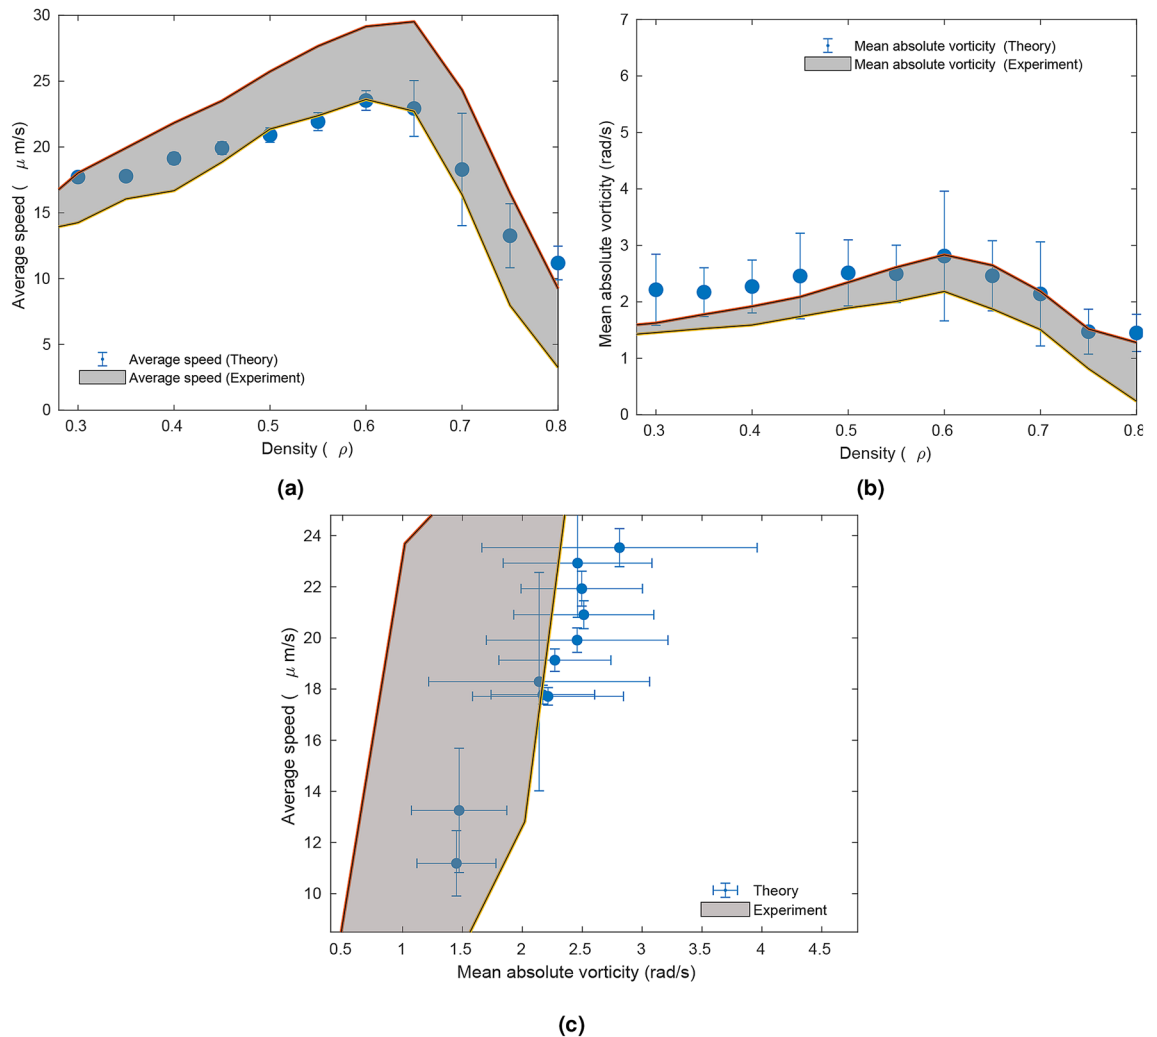 30
25
20
15
10
5
0
Average speed ( μ m/s)
Average speed (Theory)
Average speed (Experiment)
0.3 0.4 0.5 0.6 0.7 0.8
Density ( ρ)
(a)
7
6
5
4
3
2
1
0
Mean absolute vorticity (rad/s)
Mean absolute vorticity (Theory)
Mean absolute vorticity (Experiment)
0.3 0.4 0.5 0.6 0.7 0.8
Density ( ρ)
(b)
24
22
20
18
16
14
12
10
Average speed ( μ m/s)
Theory
Experiment
0.5 1 1.5 2 2.5 3 3.5 4 4.5
Mean absolute vorticity (rad/s)
(c)